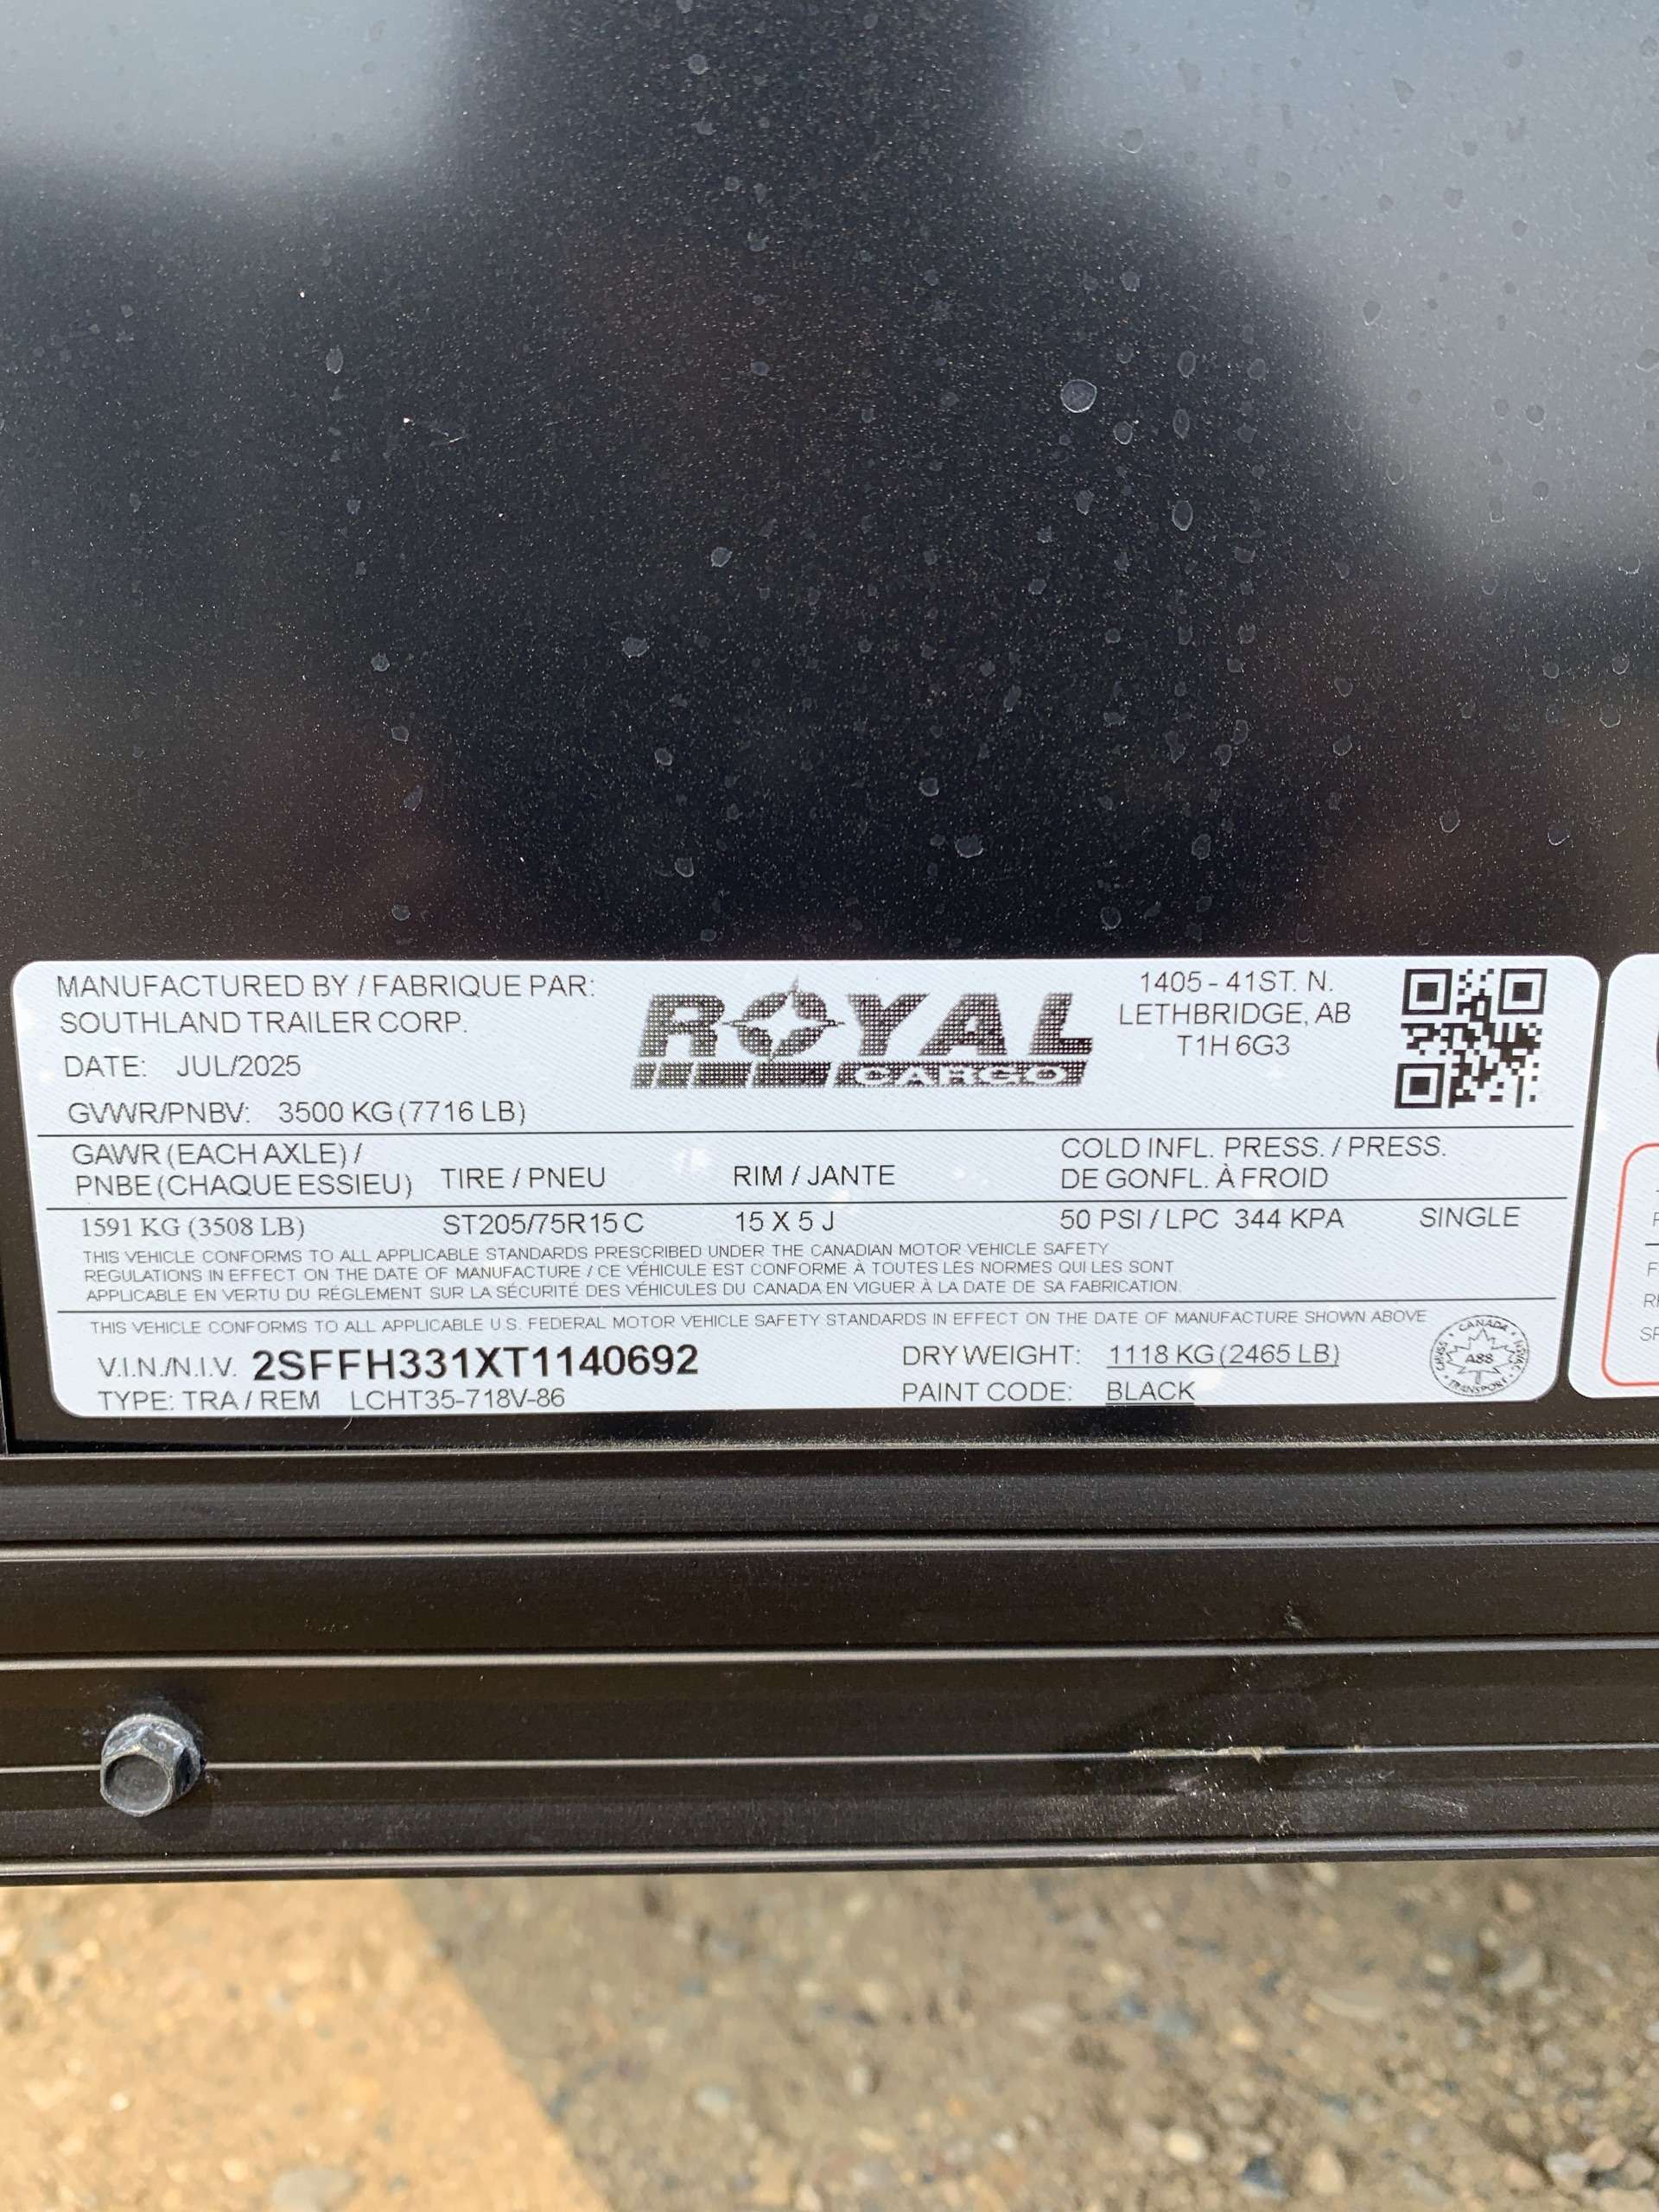 MANUFACTURED BY / FABRIQUE PAR:
SOUTHLAND TRAILER CORP.
DATE: JUL/2025
GVWR/PNBV: 3500 KG (7716 LB)
ROYAL
CARGO
1405 - 41ST. N.
LETHBRIDGE, AB
T1H 6G3
GAWR (EACH AXLE) /
PNBE (CHAQUE ESSIEU)
TIRE / PNEU
RIM / JANTE
COLD INFL. PRESS. / PRESS.
DE GONFL. À FROID
1591 KG (3508 LB) ST205/75R15 C 15 X 5 J 50 PSI / LPC 344 KPA SINGLE
THIS VEHICLE CONFORMS TO ALL APPLICABLE STANDARDS PRESCRIBED UNDER THE CANADIAN MOTOR VEHICLE SAFETY
REGULATIONS IN EFFECT ON THE DATE OF MANUFACTURE / CE VÉHICULE EST CONFORME À TOUTES LES NORMES QUI LES SONT
APPLICABLE EN VERTU DU RÉGLEMENT SUR LA SÉCURITÉ DES VÉHICULES DU CANADA EN VIGUER À LA DATE DE SA FABRICATION.
THIS VEHICLE CONFORMS TO ALL APPLICABLE U.S. FEDERAL MOTOR VEHICLE SAFETY STANDARDS IN EFFECT ON THE DATE OF MANUFACTURE SHOWN ABOVE
V.I.N./N.I.V. 2SFFH331XT1140692
TYPE: TRA / REM LCHT35-718V-86
DRY WEIGHT: 1118 KG (2465 LB)
PAINT CODE: BLACK
CANADA
TRANSPORT